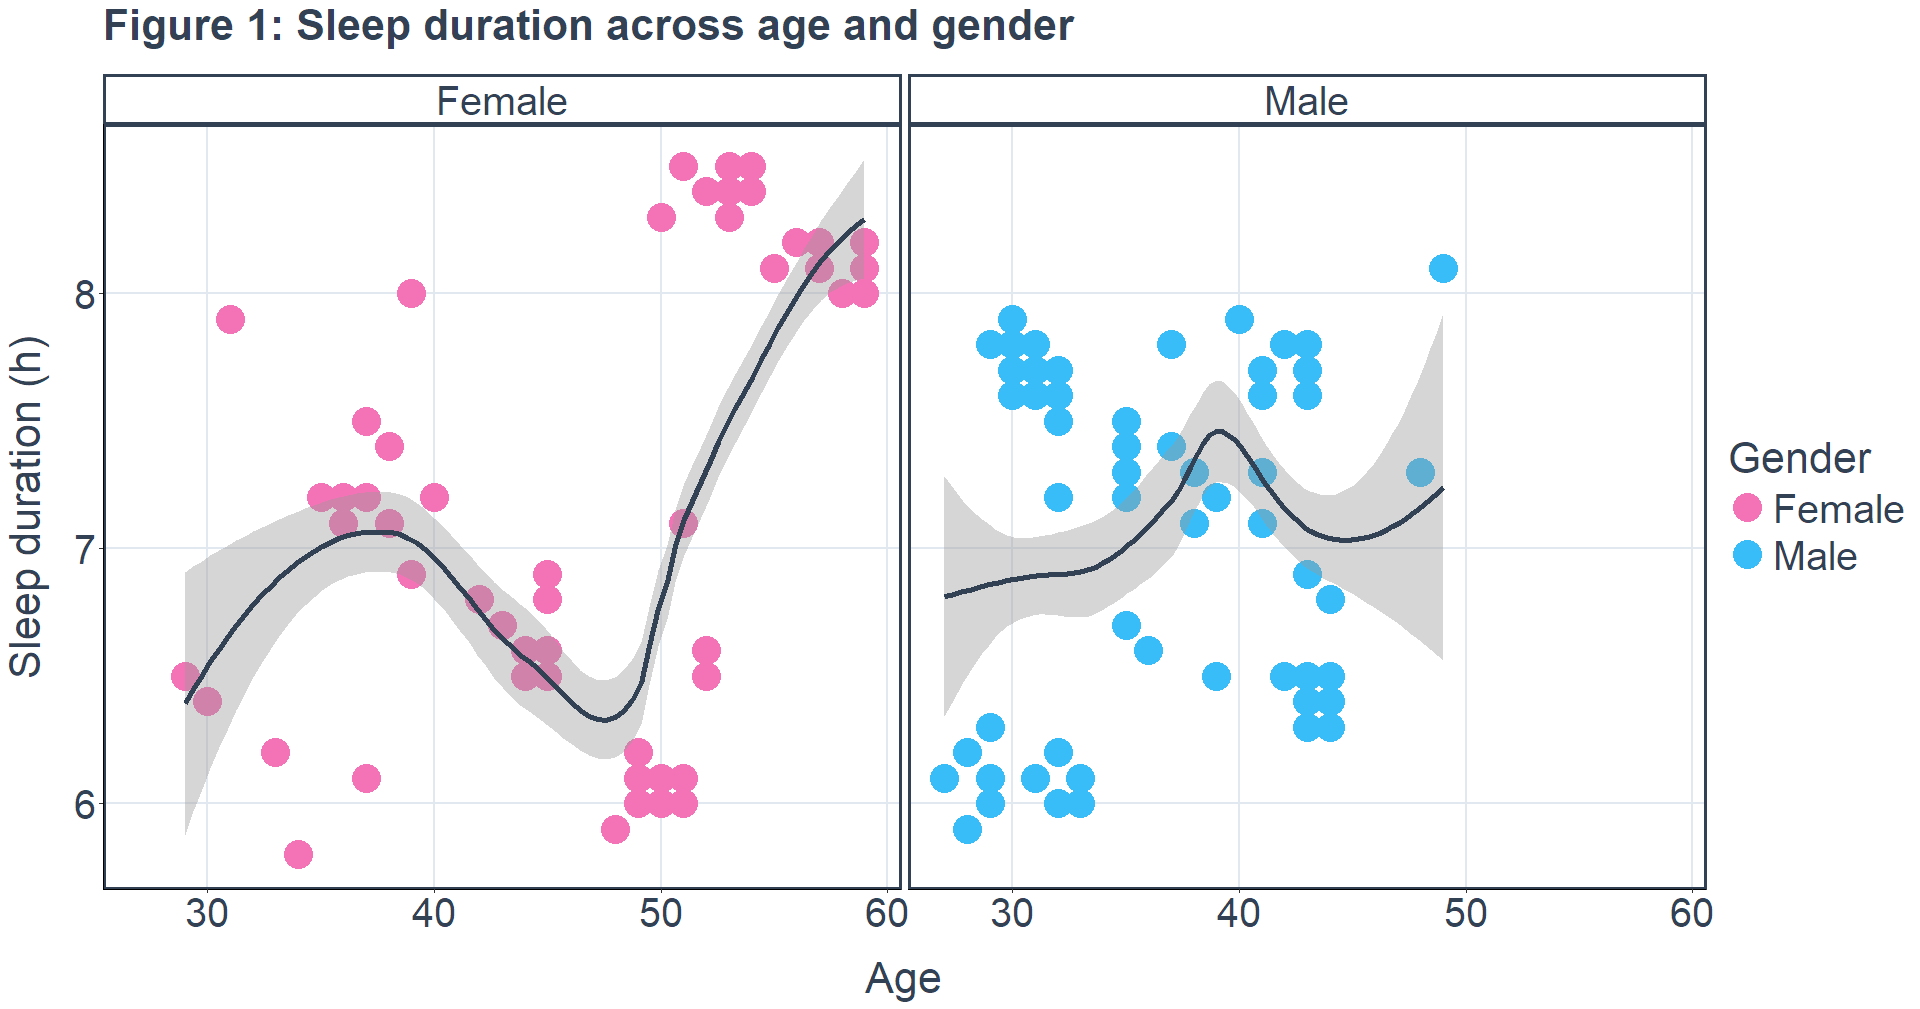 Figure 1: Sleep duration across age and gender
Female
Male
Sleep duration (h)
8
7
6
30
40
50
60
30
40
50
60
Age
Gender
Female
Male